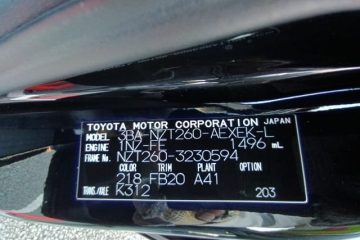 TOYOTA MOTOR CORPORATION JAPAN
MODEL 3BA-NZT260-AEXEK-L
ENGINE 1NZ-FE 1496 mL
FRAME No. NZT260-3230594
COLOR TRIM PLANT OPTION
218 FB20 A41
TRANS/AXLE K312 203